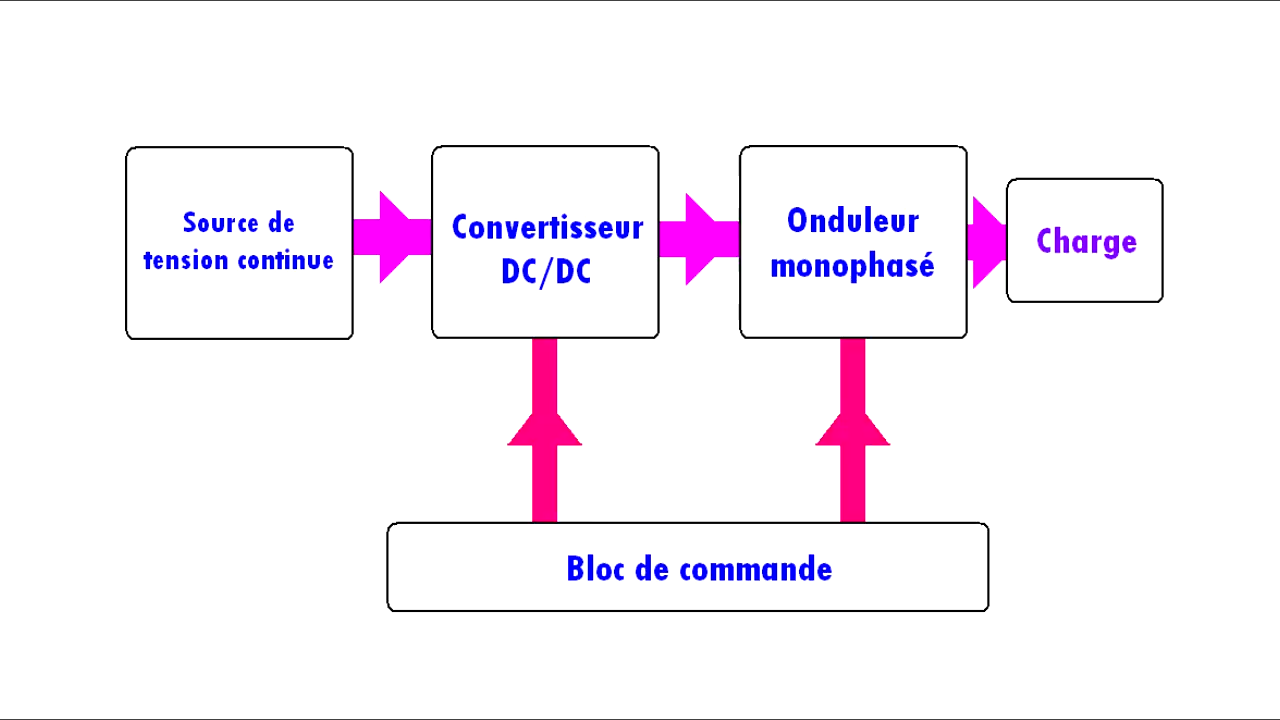 Source de
tension continue
Convertisseur
DC/DC
Onduleur
monophasé
Charge
Bloc de commande